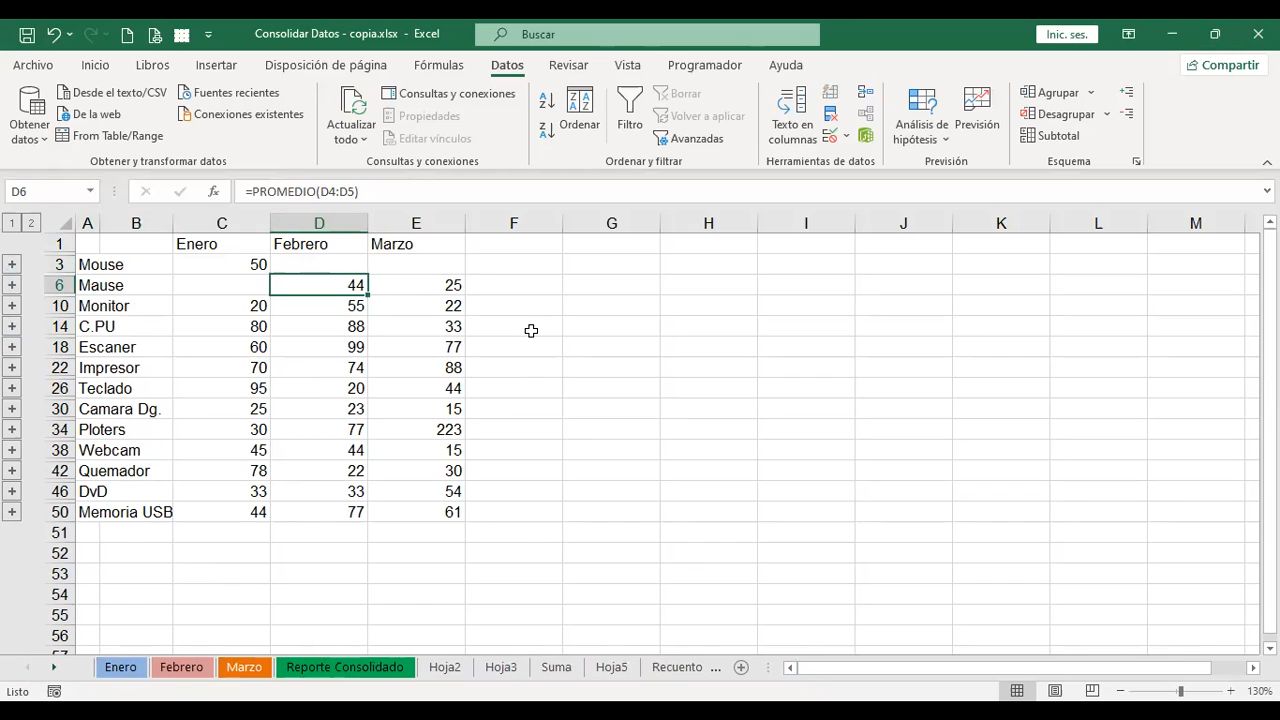 Consolidar Datos - copia.xlsx - Excel
Buscar
Inic. ses.
Archivo Inicio Libros Insertar Disposición de página Fórmulas Datos Revisar Vista Programador Ayuda Compartir
Obtener datos
Desde el texto/CSV
De la web
From Table/Range
Fuentes recientes
Conexiones existentes
Obtener y transformar datos
Actualizar todo
Consultas y conexiones
Propiedades
Editar vínculos
Consultas y conexiones
Ordenar
Filtro
Borrar
Volver a aplicar
Avanzadas
Ordenar y filtrar
Texto en columnas
Herramientas de datos
Análisis de hipótesis
Previsión
Previsión
Agrupar
Desagrupar
Subtotal
Esquema
D6 fx =PROMEDIO(D4:D5)
1 2 A B C D E F G H I J K L M
1 Enero Febrero Marzo
3 Mouse 50
6 Mause 44 25
10 Monitor 20 55 22
14 C.PU 80 88 33
18 Escaner 60 99 77
22 Impresor 70 74 88
26 Teclado 95 20 44
30 Camara Dg. 25 23 15
34 Ploters 30 77 223
38 Webcam 45 44 15
42 Quemador 78 22 30
46 DvD 33 33 54
50 Memoria USB 44 77 61
51
52
53
54
55
56
57
Enero Febrero Marzo Reporte Consolidado Hoja2 Hoja3 Suma Hoja5 Recuento ...
Listo 130%